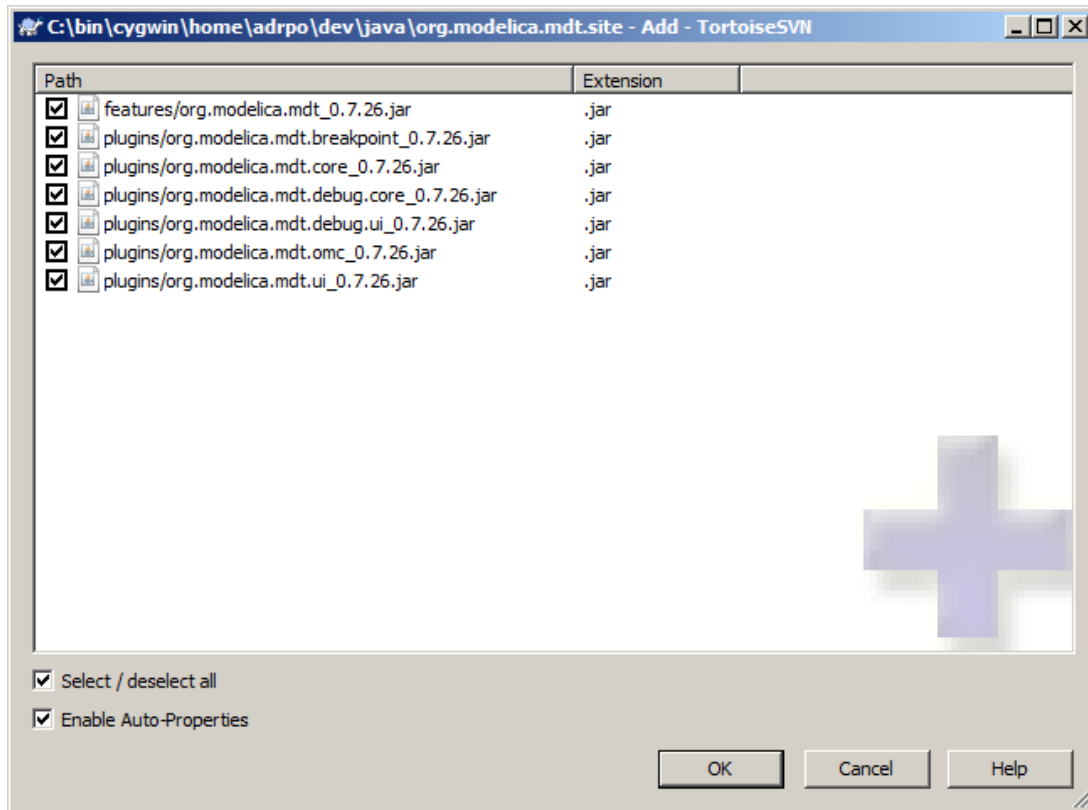 C:\bin\cygwin\home\adrpo\dev\java\org.modelica.mdt.site - Add - TortoiseSVN
Path Extension
features/org.modelica.mdt_0.7.26.jar .jar
plugins/org.modelica.mdt.breakpoint_0.7.26.jar .jar
plugins/org.modelica.mdt.core_0.7.26.jar .jar
plugins/org.modelica.mdt.debug.core_0.7.26.jar .jar
plugins/org.modelica.mdt.debug.ui_0.7.26.jar .jar
plugins/org.modelica.mdt.omc_0.7.26.jar .jar
plugins/org.modelica.mdt.ui_0.7.26.jar .jar
Select / deselect all
Enable Auto-Properties
OK Cancel Help